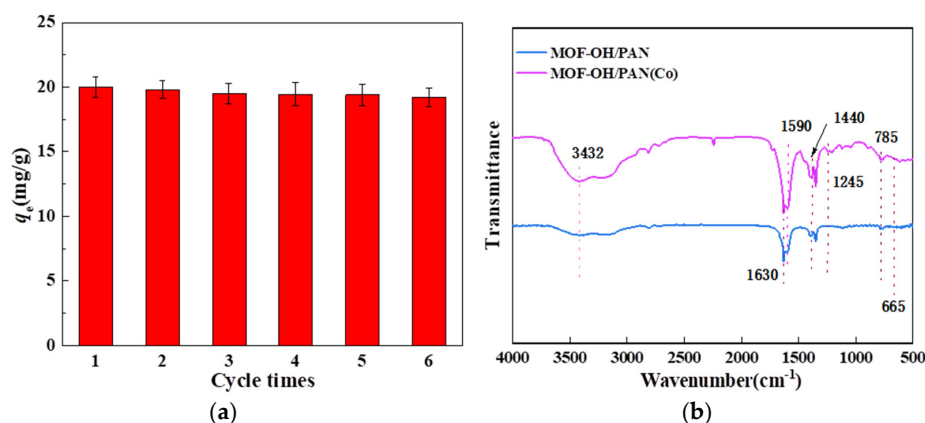 25
20
15
10
5
0
qe(mg/g)
1 2 3 4 5 6
Cycle times
(a)
MOF-OH/PAN
MOF-OH/PAN(Co)
3432
1590
1440
785
1245
1630
665
Transmittance
4000 3500 3000 2500 2000 1500 1000 500
Wavenumber(cm⁻¹)
(b)